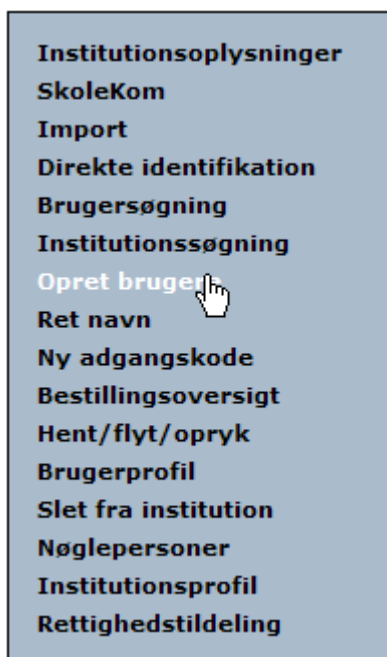 Institutionsoplysninger
SkoleKom
Import
Direkte identifikation
Brugersøgning
Institutionssøgning
Opret brugere
Ret navn
Ny adgangskode
Bestillingsoversigt
Hent/flyt/opryk
Brugerprofil
Slet fra institution
Nøglepersoner
Institutionsprofil
Rettighedstildeling